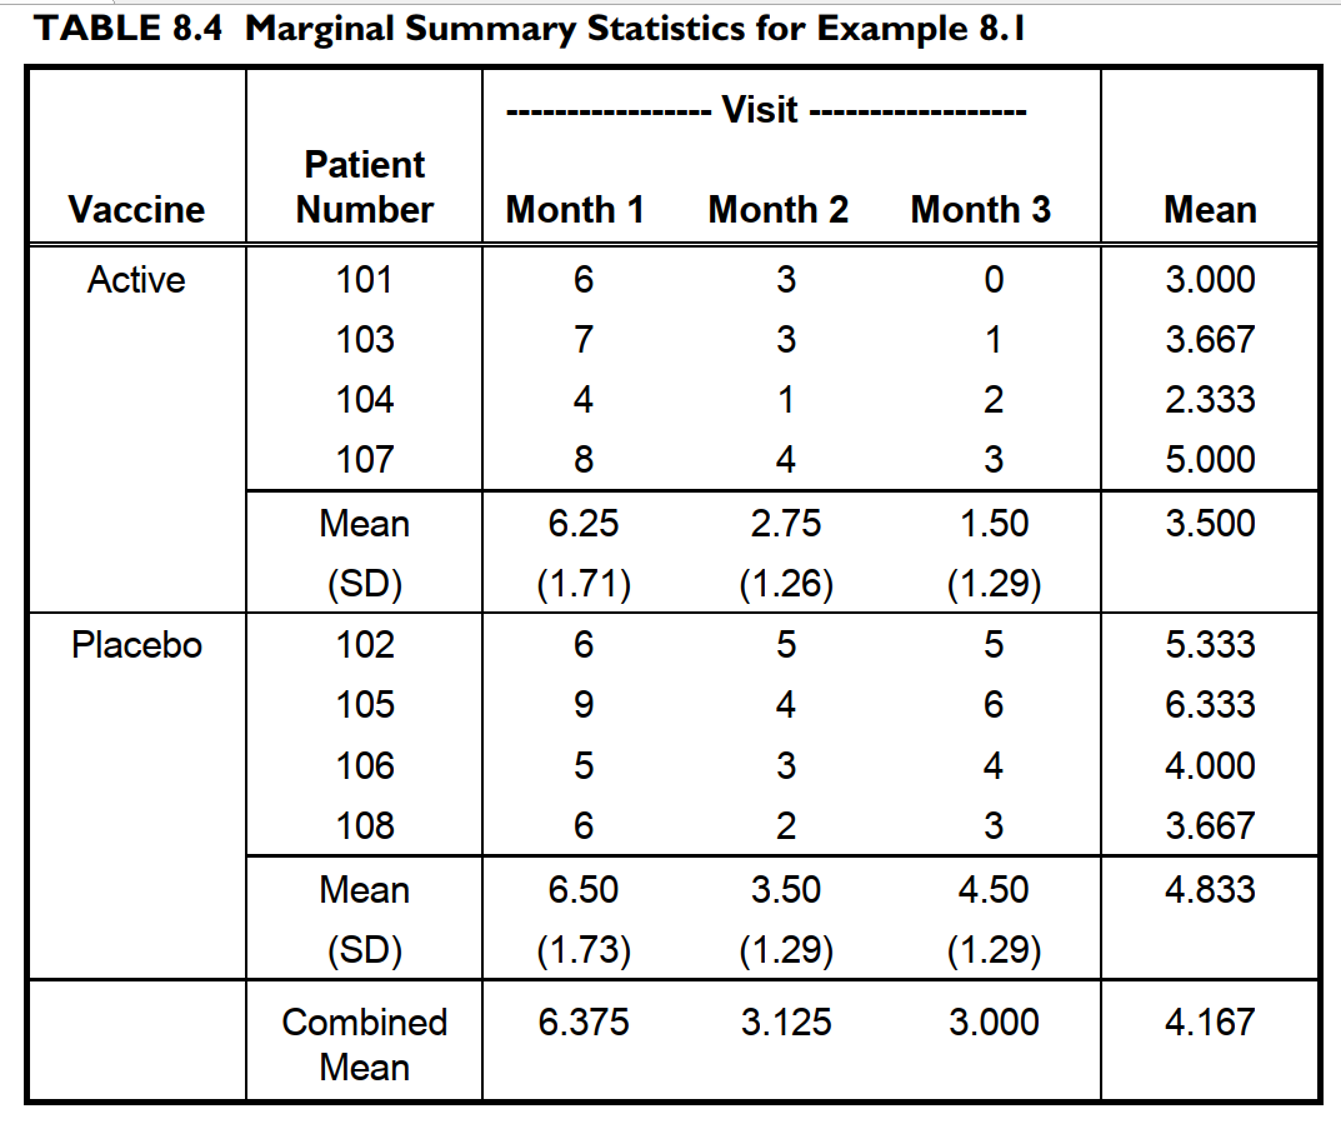 TABLE 8.4 Marginal Summary Statistics for Example 8.1
----------------- Visit ------------------
Vaccine Patient Number Month 1 Month 2 Month 3 Mean
Active 101 6 3 0 3.000
103 7 3 1 3.667
104 4 1 2 2.333
107 8 4 3 5.000
Mean 6.25 2.75 1.50 3.500
(SD) (1.71) (1.26) (1.29)
Placebo 102 6 5 5 5.333
105 9 4 6 6.333
106 5 3 4 4.000
108 6 2 3 3.667
Mean 6.50 3.50 4.50 4.833
(SD) (1.73) (1.29) (1.29)
Combined Mean 6.375 3.125 3.000 4.167